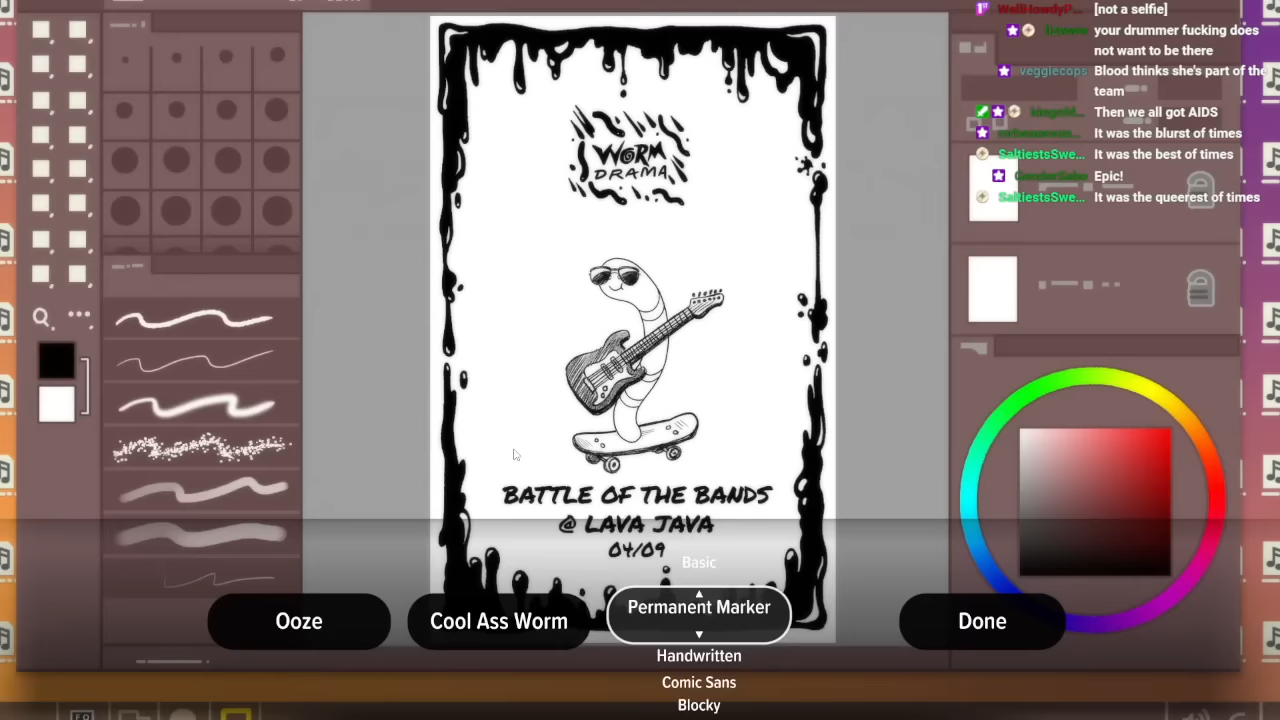 [not a selfie]
your drummer fucking does
not want to be there
veggiecops Blood thinks she's part of the
team
Then we all got AIDS
It was the blurst of times
SaltiestsSwe... It was the best of times
Epic!
SaltiestsSwe... It was the queerest of times
WORM
DRAMA
BATTLE OF THE BANDS
@ LAVA JAVA
04/09
Basic
Ooze
Cool Ass Worm
Permanent Marker
Done
Handwritten
Comic Sans
Blocky